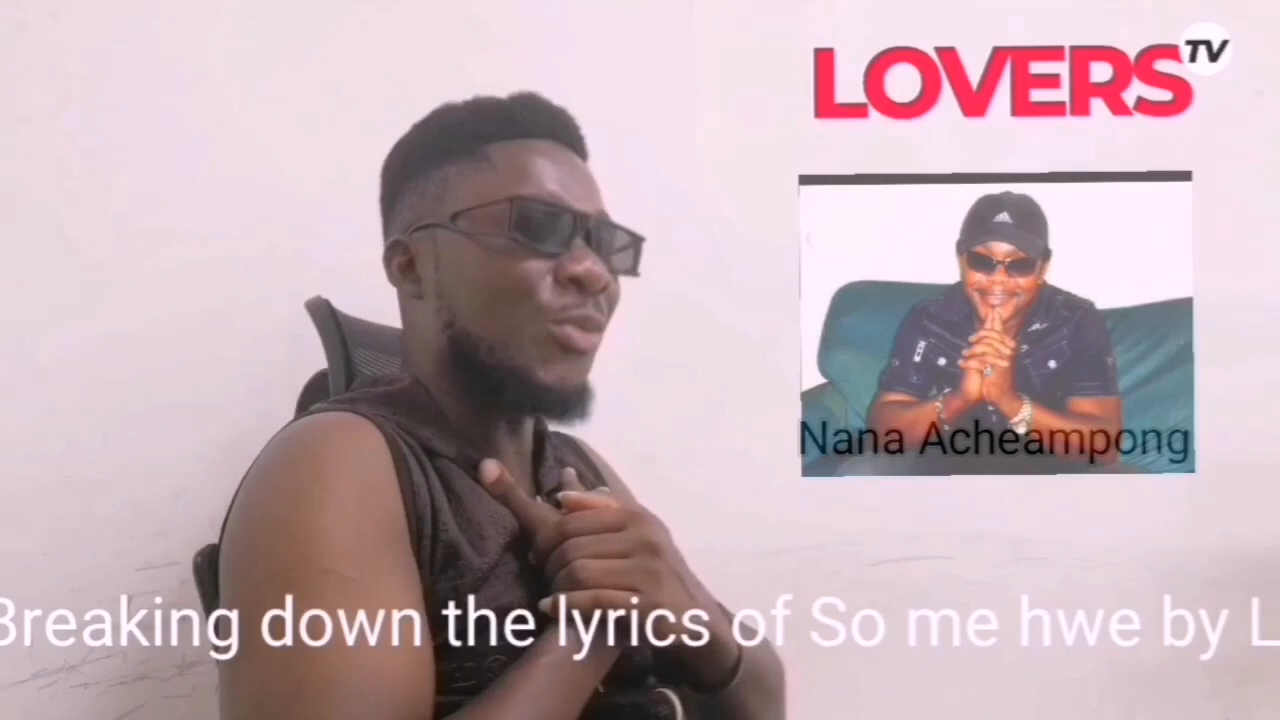 LOVERS TV
Nana Acheampong
Breaking down the lyrics of So me hwe by L